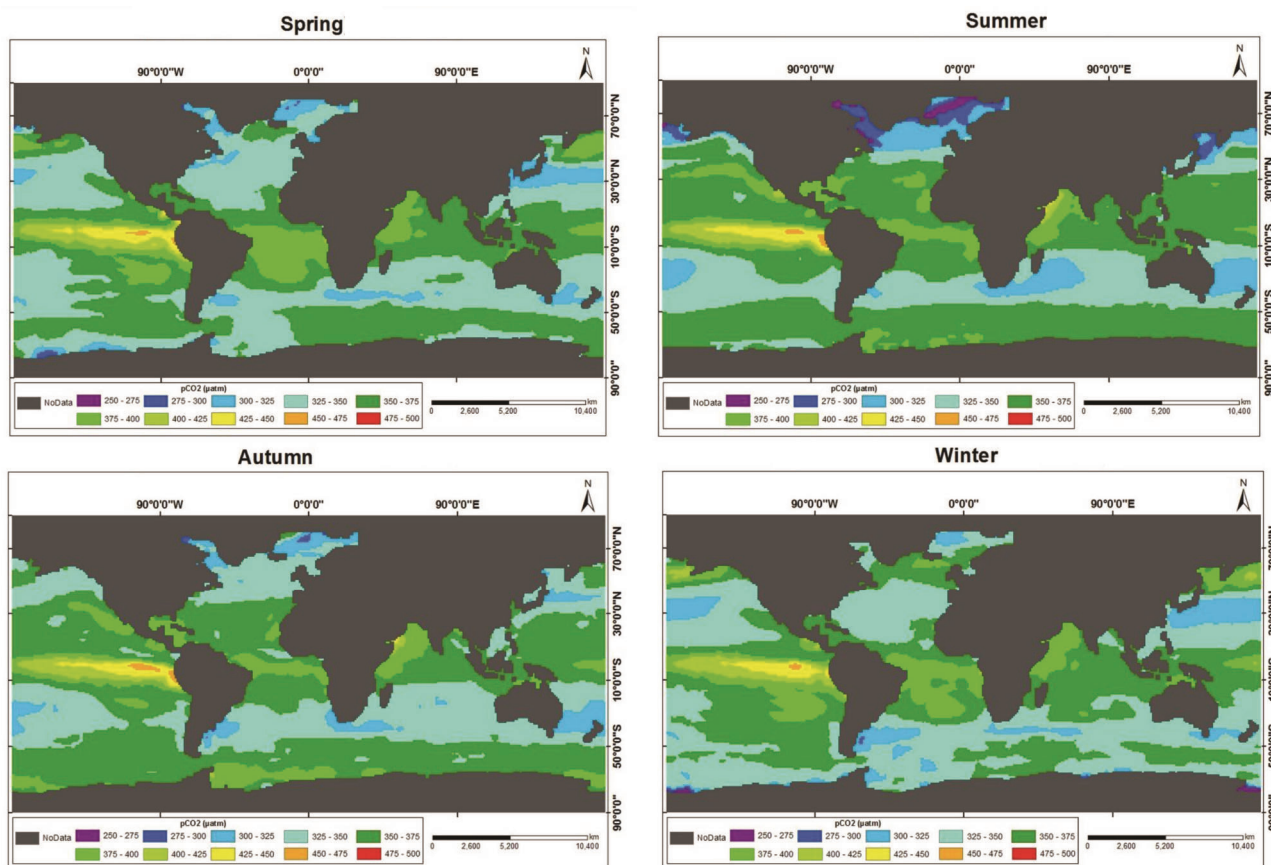 Spring
N
90°0'0"W 0°0'0" 90°0'0"E
70°0'0"N
30°0'0"N
10°0'0"S
50°0'0"S
90°0'0"
pCO2 (µatm)
NoData 250 - 275 275 - 300 300 - 325 325 - 350 350 - 375
375 - 400 400 - 425 425 - 450 450 - 475 475 - 500
km
0 2,600 5,200 10,400
Summer
N
90°0'0"W 0°0'0" 90°0'0"E
70°0'0"N
30°0'0"N
10°0'0"S
50°0'0"S
90°0'0"
pCO2 (µatm)
NoData 250 - 275 275 - 300 300 - 325 325 - 350 350 - 375
375 - 400 400 - 425 425 - 450 450 - 475 475 - 500
km
0 2,600 5,200 10,400
Autumn
N
90°0'0"W 0°0'0" 90°0'0"E
70°0'0"N
30°0'0"N
10°0'0"S
50°0'0"S
90°0'0"
pCO2 (µatm)
NoData 250 - 275 275 - 300 300 - 325 325 - 350 350 - 375
375 - 400 400 - 425 425 - 450 450 - 475 475 - 500
km
0 2,600 5,200 10,400
Winter
N
90°0'0"W 0°0'0" 90°0'0"E
pCO2 (µatm)
NoData 250 - 275 275 - 300 300 - 325 325 - 350 350 - 375
375 - 400 400 - 425 425 - 450 450 - 475 475 - 500
km
0 2,600 5,200 10,400